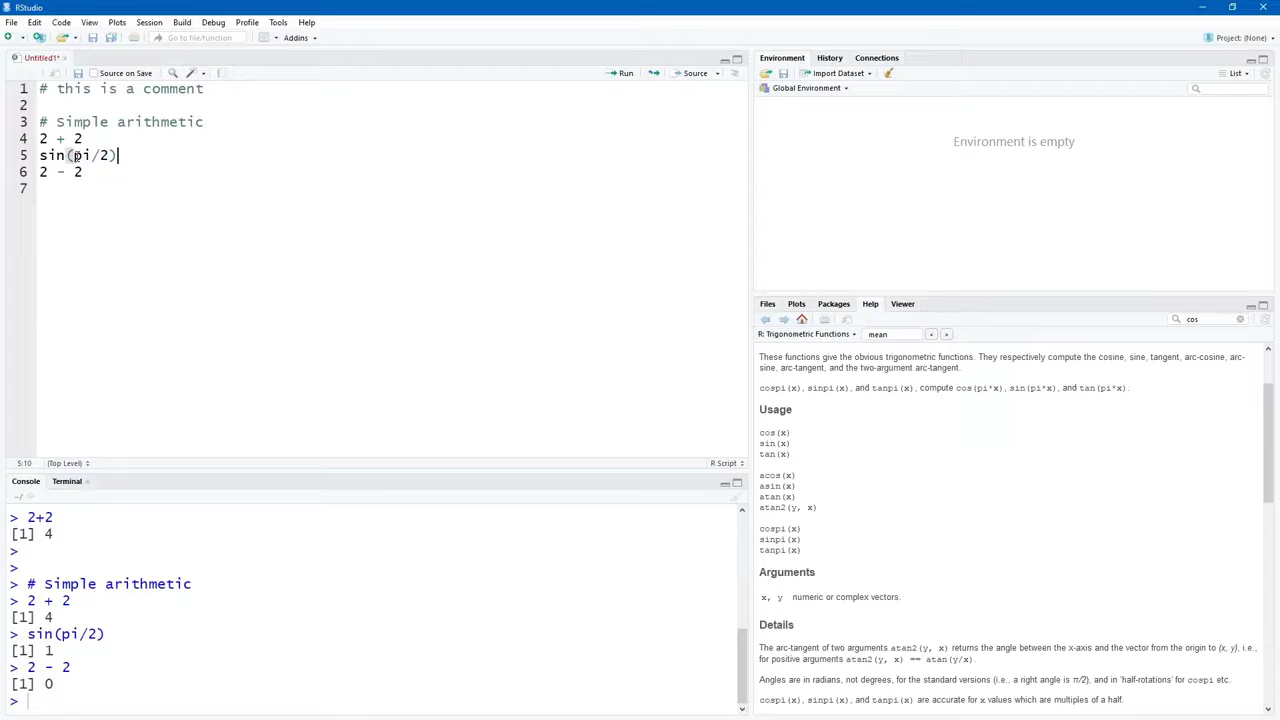 RStudio
File Edit Code View Plots Session Build Debug Profile Tools Help
Go to file/function Addins Project: (None)
Untitled1*
Source on Save Run Source
1 # this is a comment
2
3 # Simple arithmetic
4 2 + 2
5 sin(pi/2)
6 2 - 2
7
5:10 (Top Level) R Script
Console Terminal
~/
> 2+2
[1] 4
>
>
> # Simple arithmetic
> 2 + 2
[1] 4
> sin(pi/2)
[1] 1
> 2 - 2
[1] 0
>
Environment History Connections
Import Dataset List
Global Environment
Environment is empty
Files Plots Packages Help Viewer
cos
R: Trigonometric Functions mean
These functions give the obvious trigonometric functions. They respectively compute the cosine, sine, tangent, arc-cosine, arc-
sine, arc-tangent, and the two-argument arc-tangent.
cospi(x), sinpi(x), and tanpi(x), compute cos(pi*x), sin(pi*x), and tan(pi*x).
Usage
cos(x)
sin(x)
tan(x)
acos(x)
asin(x)
atan(x)
atan2(y, x)
cospi(x)
sinpi(x)
tanpi(x)
Arguments
x, y numeric or complex vectors.
Details
The arc-tangent of two arguments atan2(y, x) returns the angle between the x-axis and the vector from the origin to (x, y), i.e.,
for positive arguments atan2(y, x) == atan(y/x).
Angles are in radians, not degrees, for the standard versions (i.e., a right angle is π/2), and in ‘half-rotations’ for cospi etc.
cospi(x), sinpi(x), and tanpi(x) are accurate for x values which are multiples of a half.